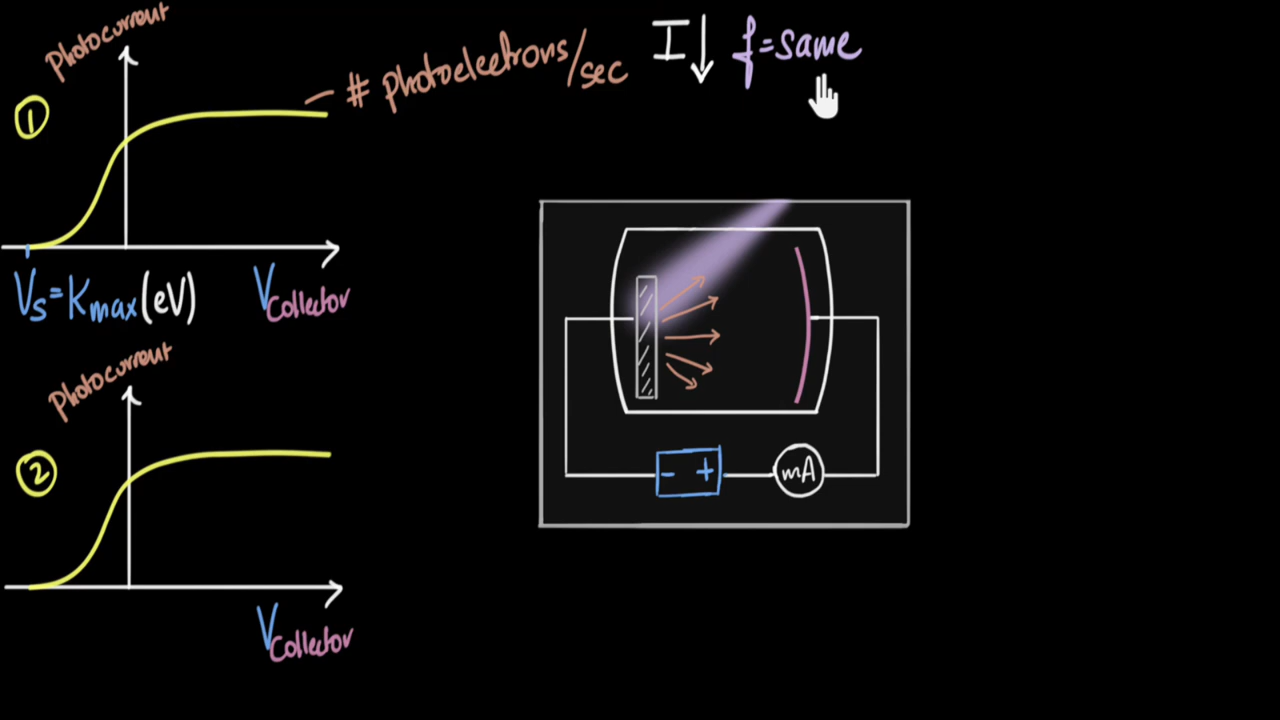 Photocurrent
①
# photoelectrons/sec
I↓ f=same
Vs=Kmax(eV)
VCollector
Photocurrent
②
VCollector
- +
mA